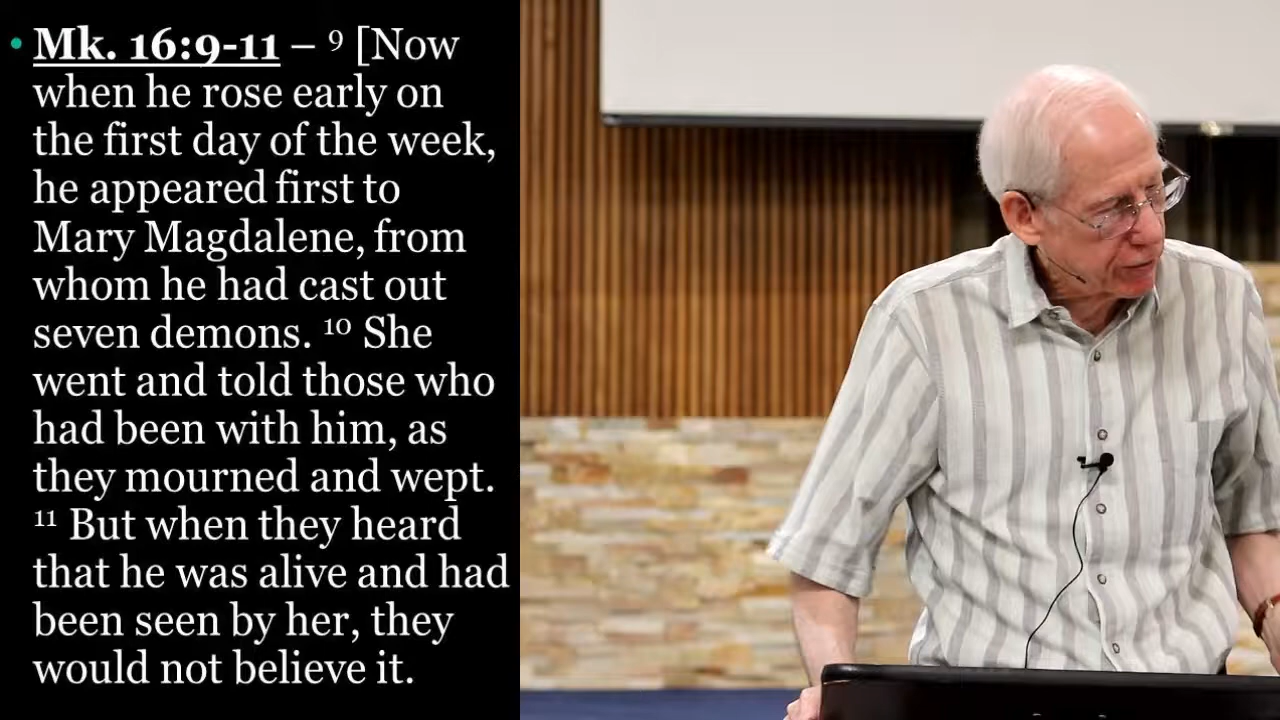 • Mk. 16:9-11 – ⁹ [Now
when he rose early on
the first day of the week,
he appeared first to
Mary Magdalene, from
whom he had cast out
seven demons. ¹⁰ She
went and told those who
had been with him, as
they mourned and wept.
¹¹ But when they heard
that he was alive and had
been seen by her, they
would not believe it.